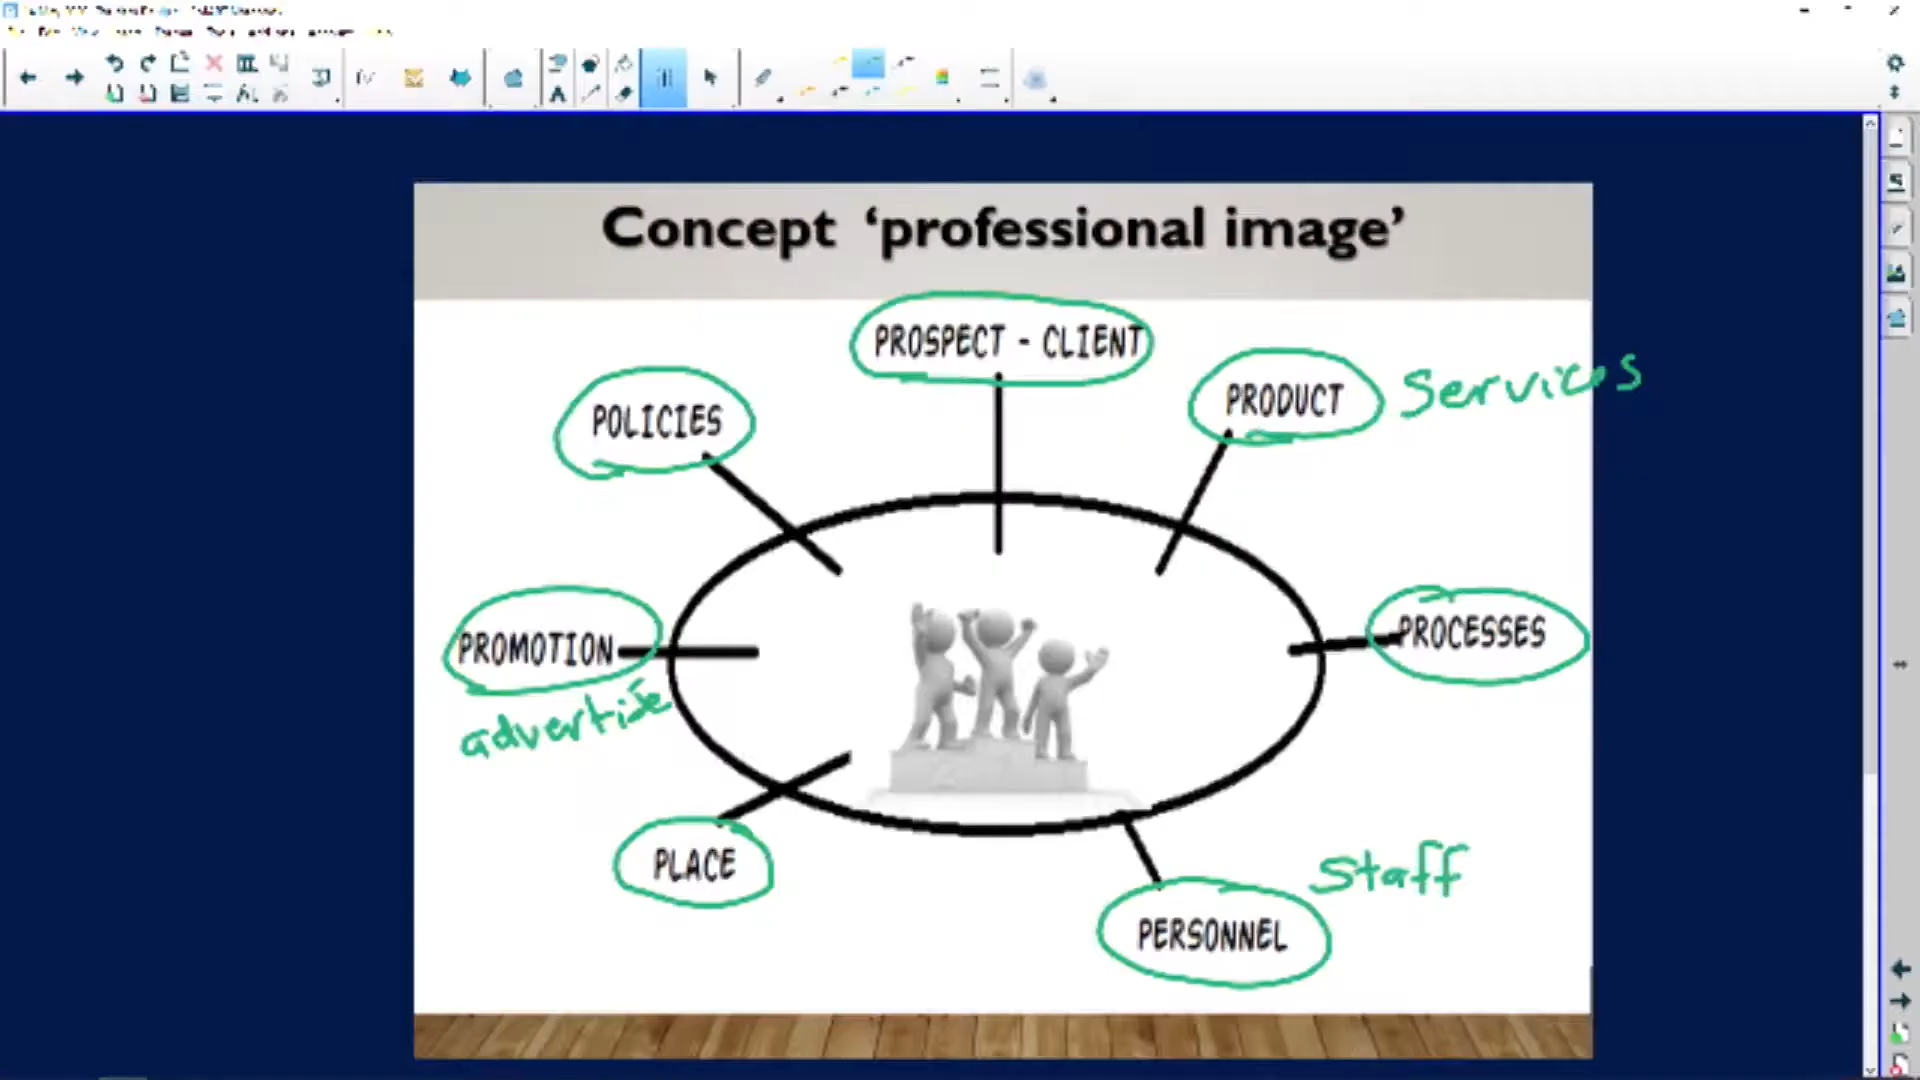 Concept ‘professional image’
PROSPECT - CLIENT
POLICIES
PRODUCT
Services
PROMOTION
advertise
PROCESSES
PLACE
Staff
PERSONNEL